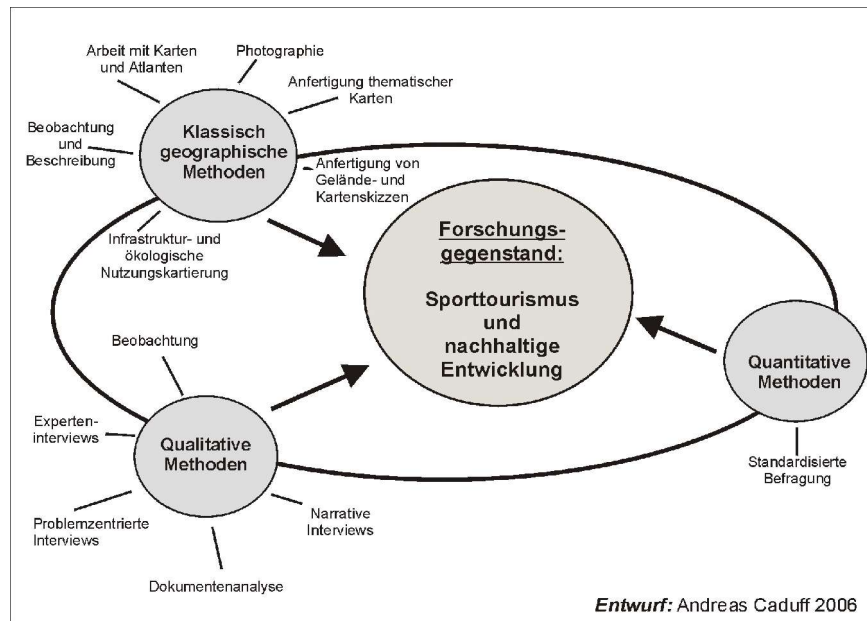 Arbeit mit Karten
und Atlanten
Photographie
Anfertigung thematischer
Karten
Beobachtung
und
Beschreibung
Klassisch
geographische
Methoden
Anfertigung von
Gelände- und
Kartenskizzen
Infrastruktur- und
ökologische
Nutzungskartierung
Forschungs-
gegenstand:
Sporttourismus
und
nachhaltige
Entwicklung
Quantitative
Methoden
Standardisierte
Befragung
Beobachtung
Experten-
interviews
Qualitative
Methoden
Problemzentrierte
Interviews
Narrative
Interviews
Dokumentenanalyse
Entwurf: Andreas Caduff 2006